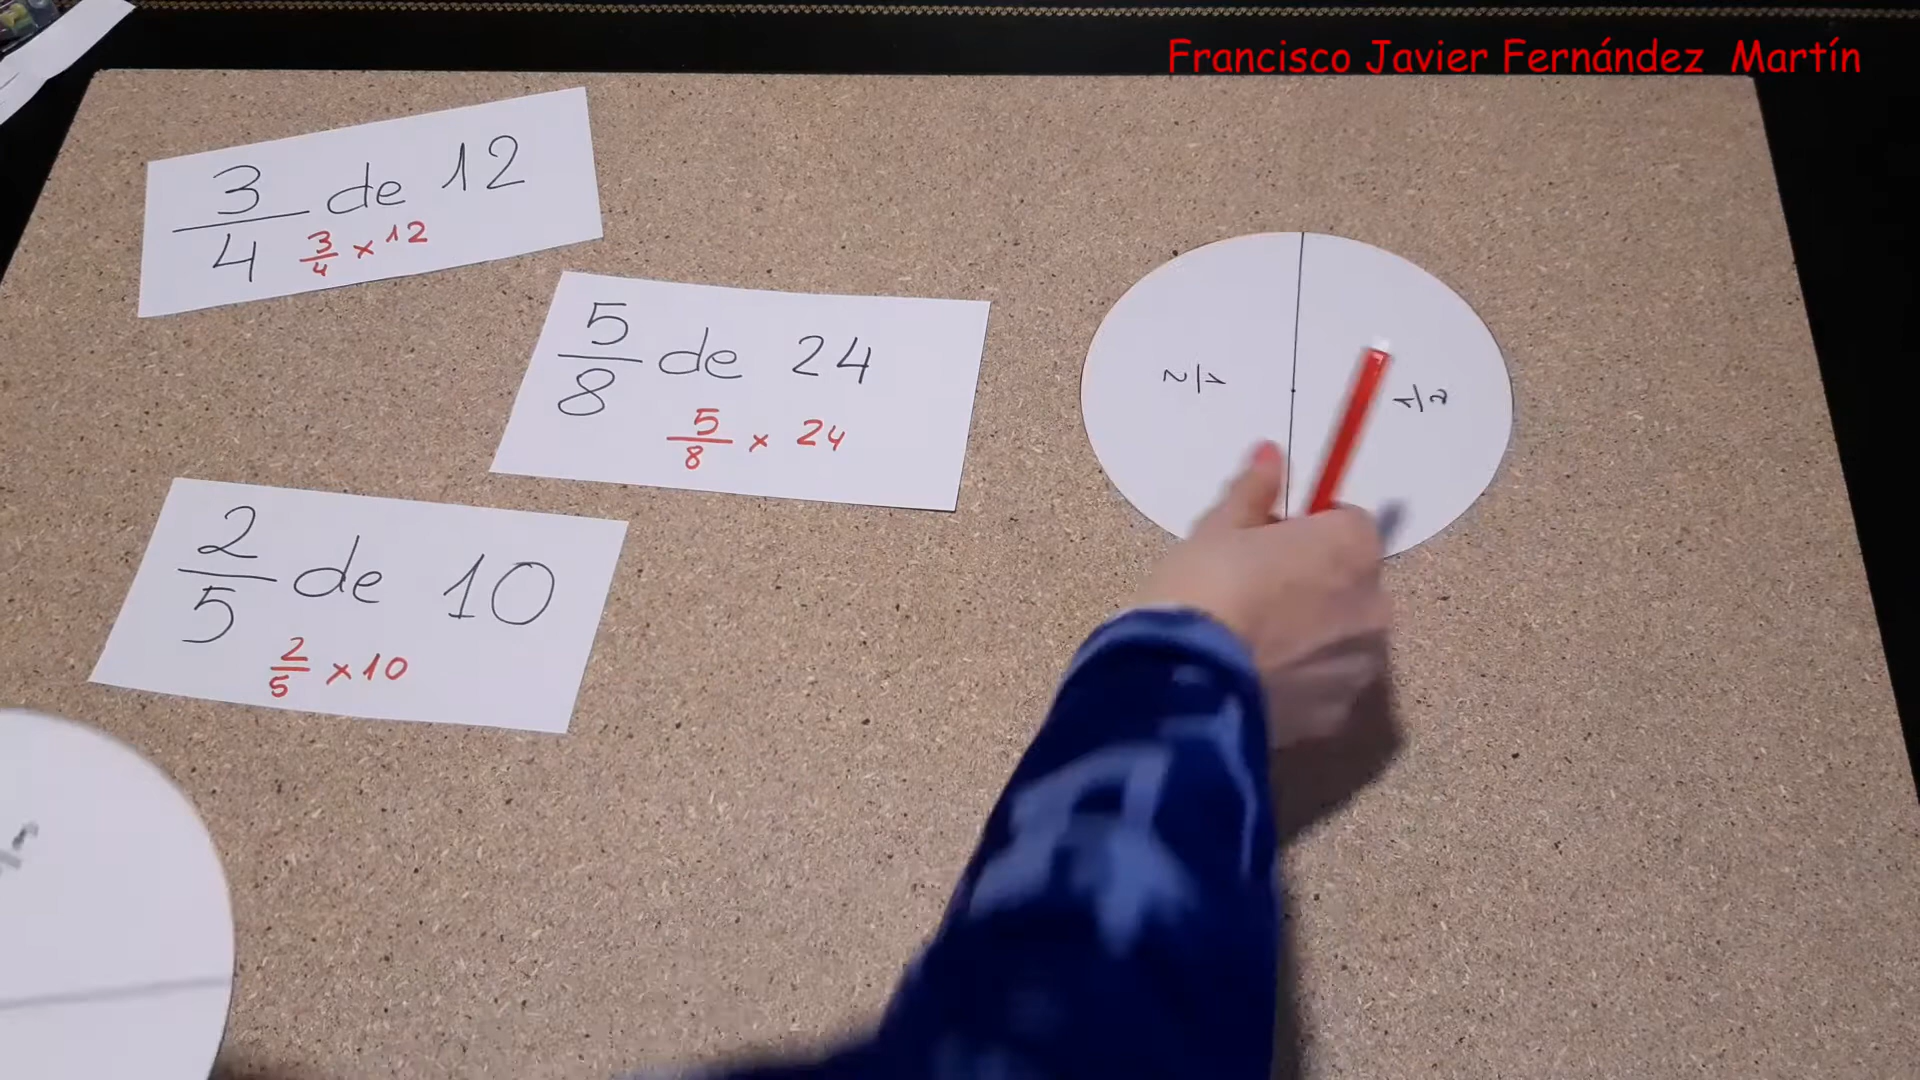 Francisco Javier Fernández Martín
3/4 de 12
3/4 x 12
5/8 de 24
5/8 x 24
2/5 de 10
2/5 x 10
1/2
1/2